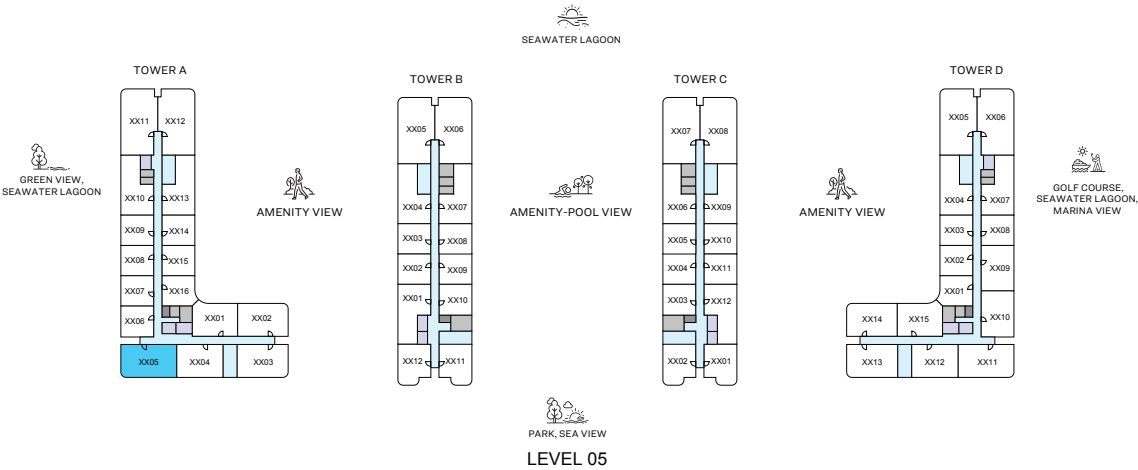 SEAWATER LAGOON
TOWER A
TOWER B
TOWER C
TOWER D
XX11
XX12
XX10
XX13
XX09
XX14
XX08
XX15
XX07
XX16
XX06
XX01
XX02
XX05
XX04
XX03
XX05
XX06
XX04
XX07
XX03
XX08
XX02
XX09
XX01
XX10
XX12
XX11
XX07
XX08
XX06
XX09
XX05
XX10
XX04
XX11
XX03
XX12
XX02
XX01
XX05
XX06
XX04
XX07
XX03
XX08
XX02
XX09
XX01
XX10
XX14
XX15
XX13
XX12
XX11
GREEN VIEW,
SEAWATER LAGOON
AMENITY VIEW
AMENITY-POOL VIEW
AMENITY VIEW
GOLF COURSE,
SEAWATER LAGOON,
MARINA VIEW
PARK, SEA VIEW
LEVEL 05